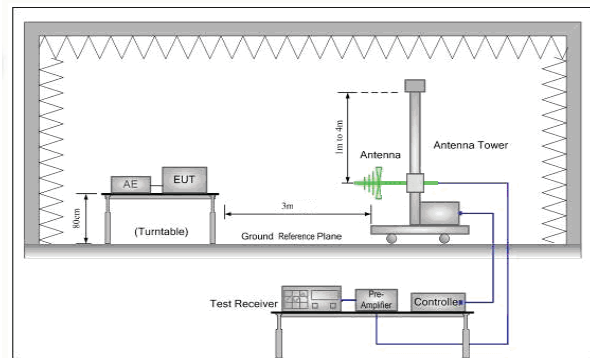 1m to 4m
Antenna
Antenna Tower
AE
EUT
80cm
(Turntable)
3m
Ground Reference Plane
Test Receiver
Pre-
Amplifier
Controller